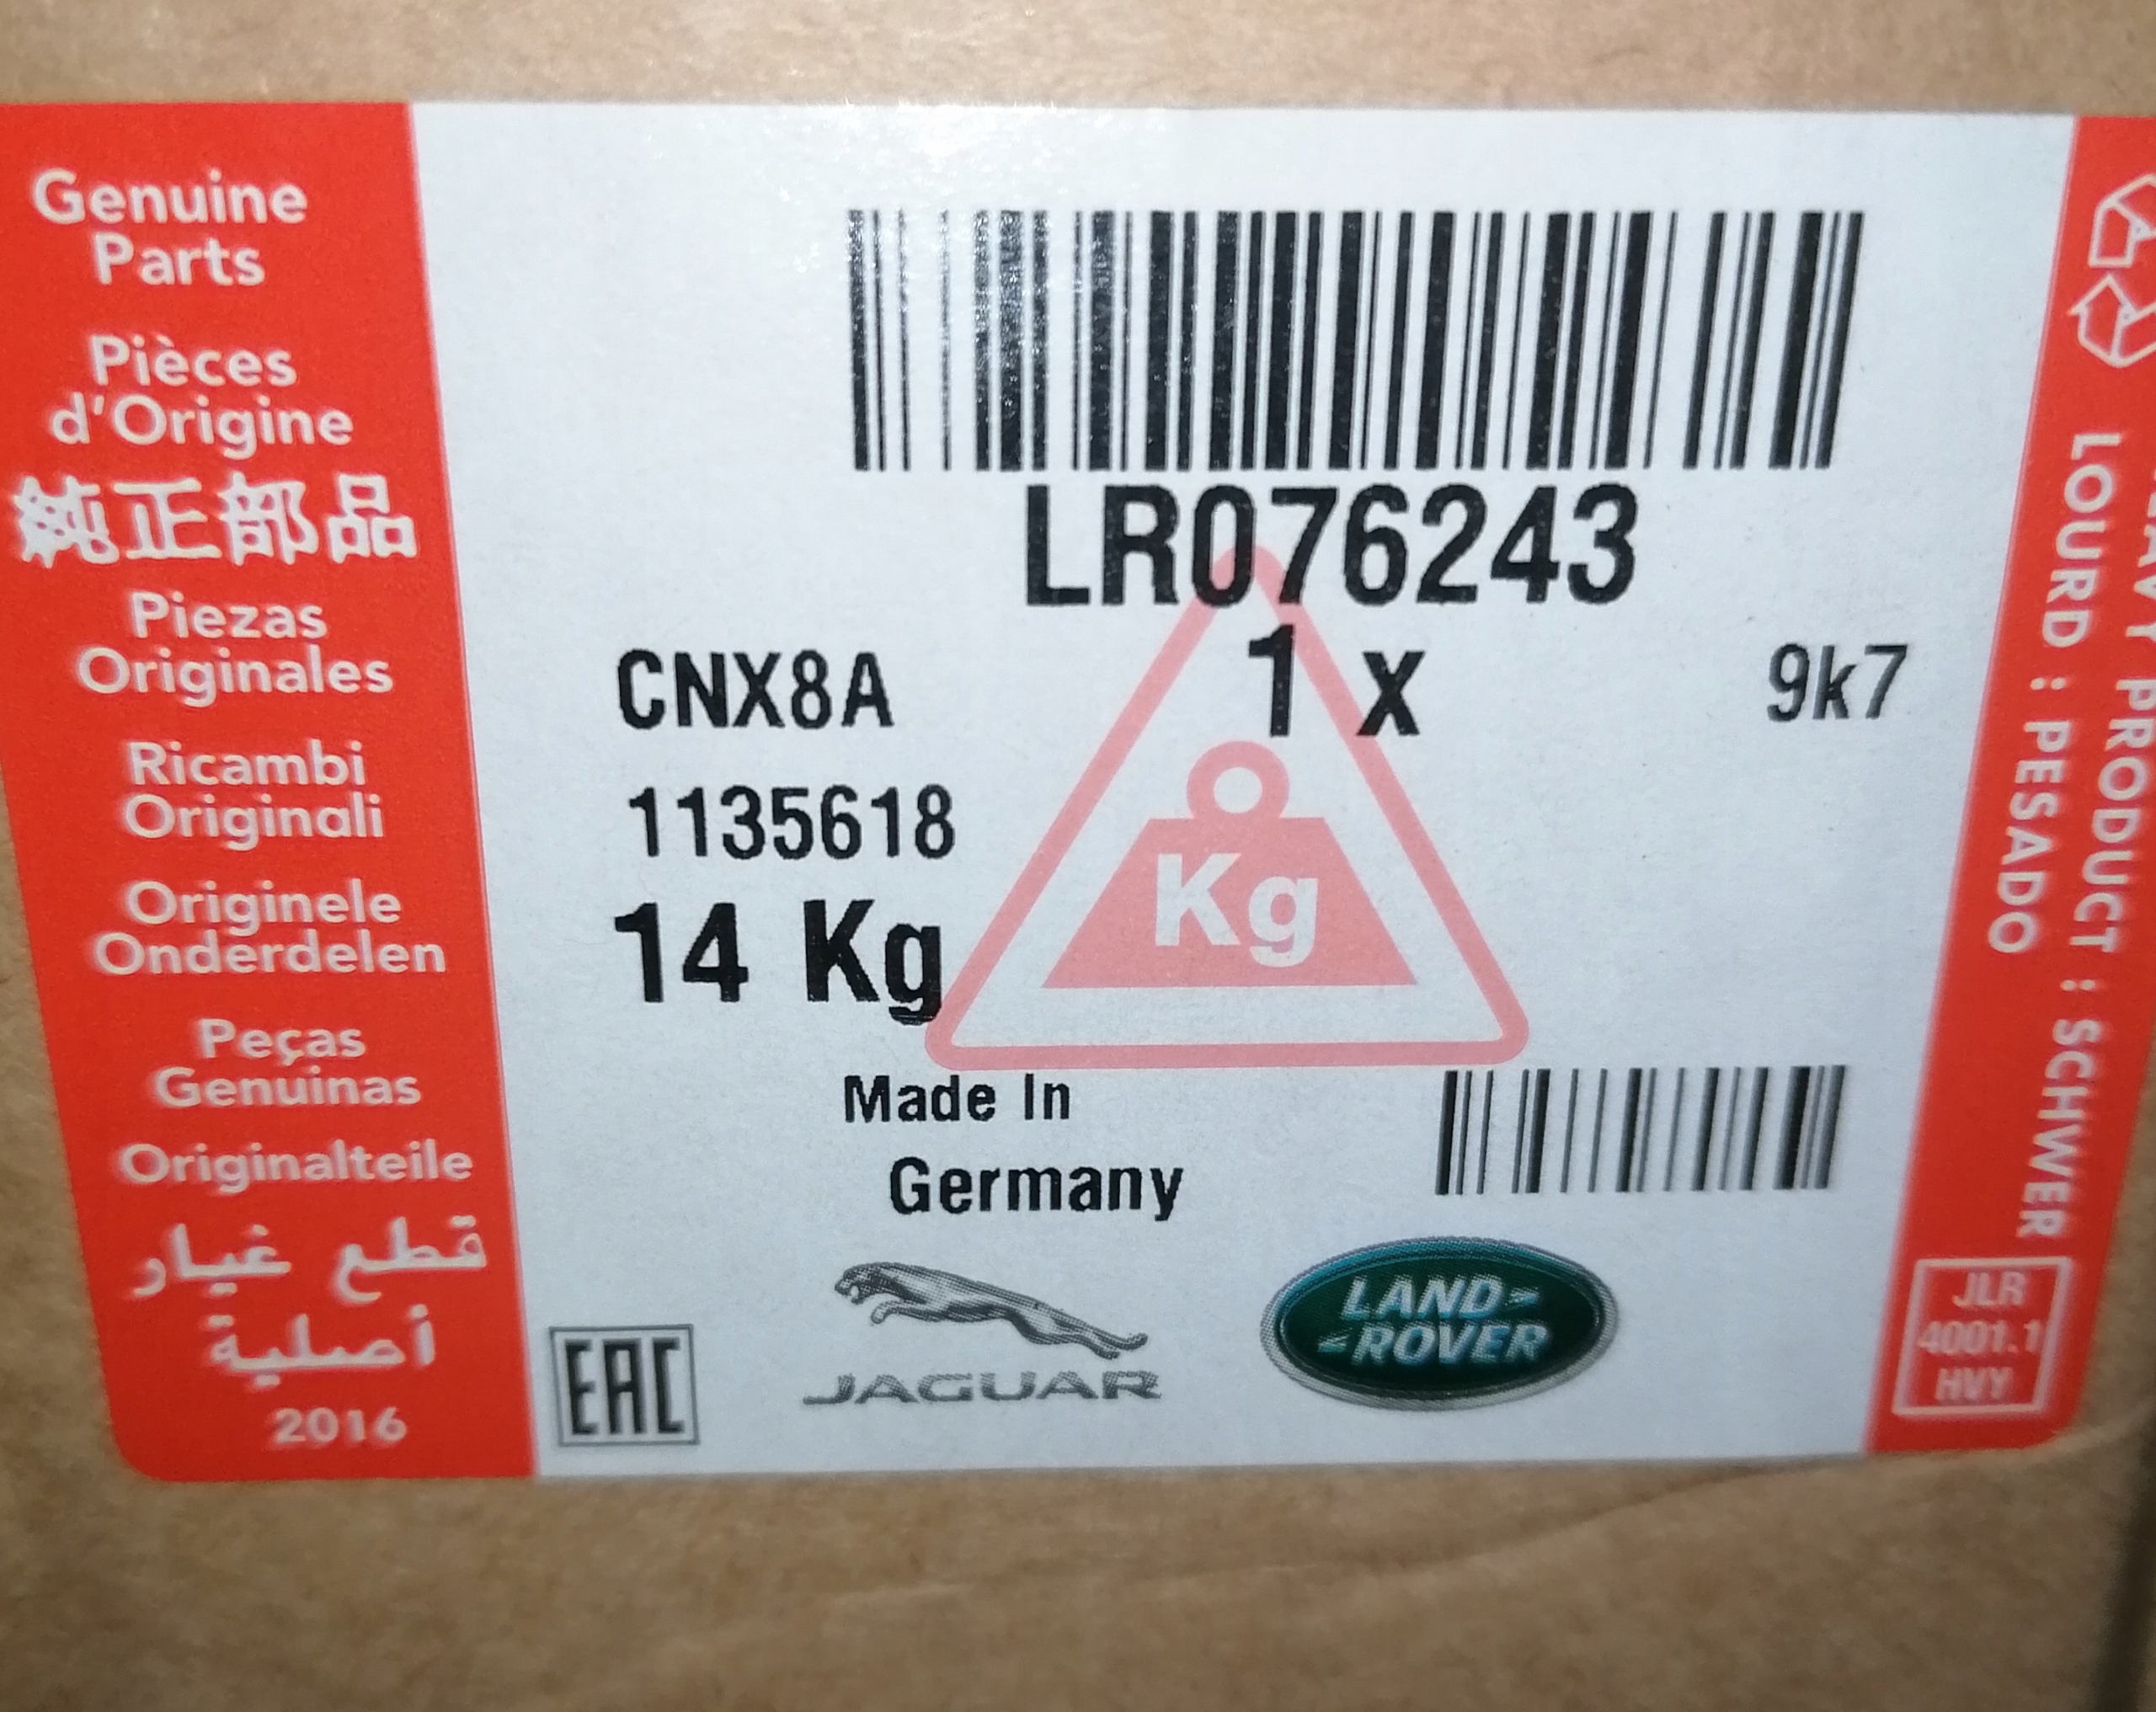 Genuine
Parts
Pièces
d'Origine
純正部品
Piezas
Originales
Ricambi
Originali
Originele
Onderdelen
Peças
Genuinas
Originalteile
قطع غيار
أصلية
2016
LR076243
CNX8A 1 x 9k7
1135618
14 Kg
Kg
Made In
Germany
EAC
JAGUAR
LAND
ROVER
PRODUCT : SCHWER
LOURD : PESADO
JLR
4001.1
HVY